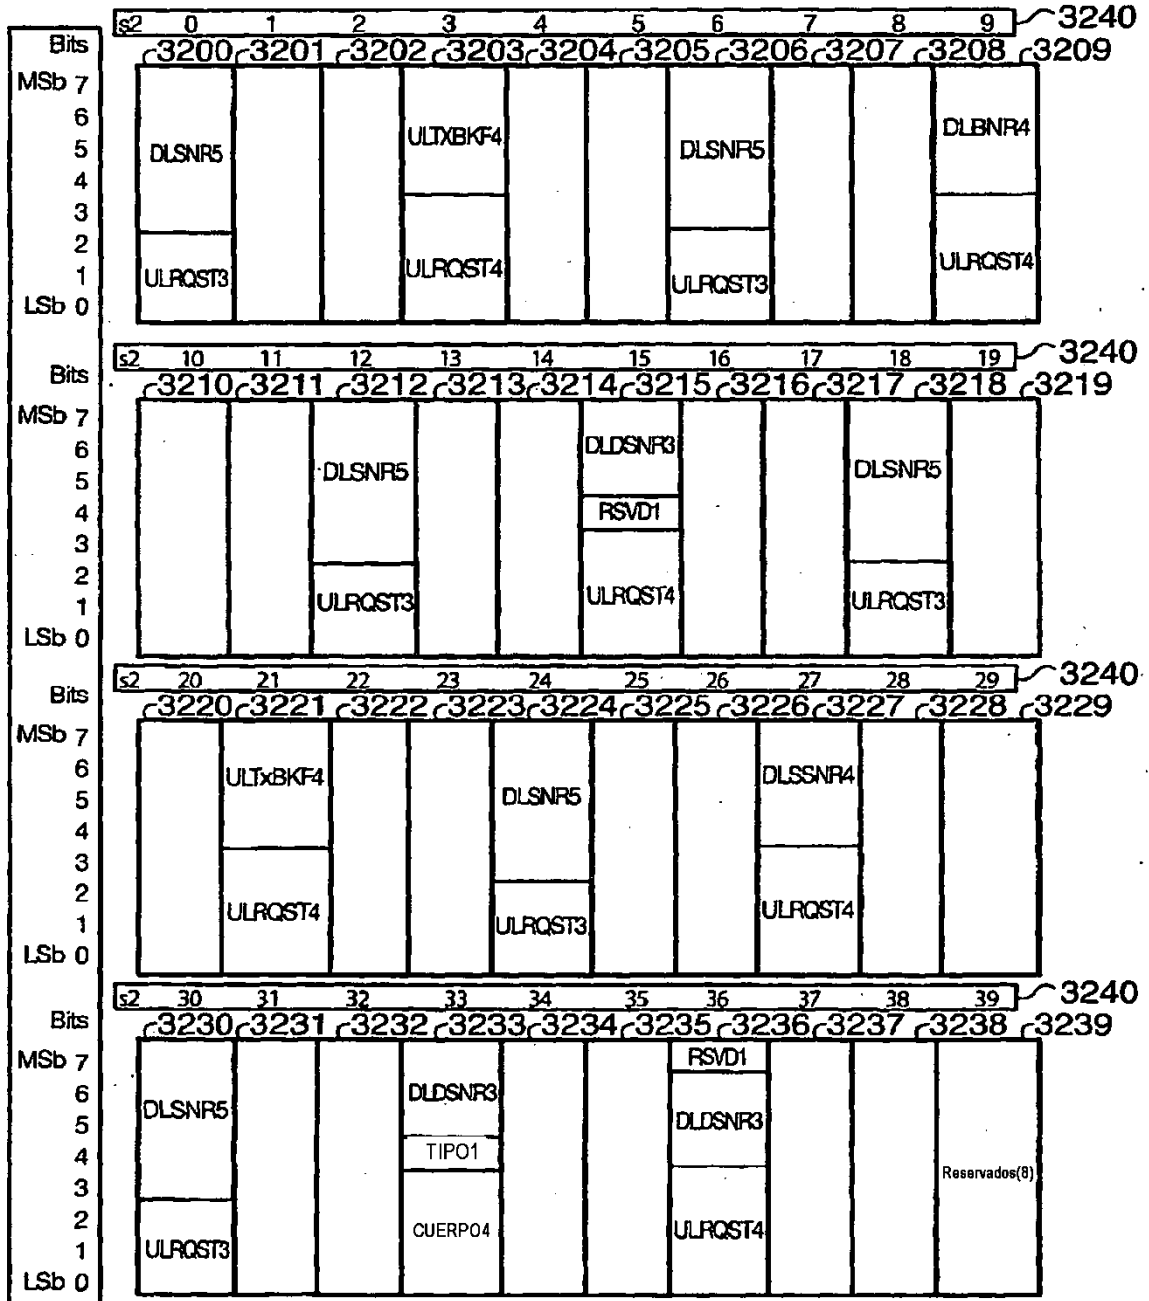 s2 0 1 2 3 4 5 6 7 8 9 3240
Bits 3200 3201 3202 3203 3204 3205 3206 3207 3208 3209
MSb 7
6 ULTXBKF4 DLBNR4
5 DLSNR5 DLSNR5
4
3
2
1 ULRQST3 ULRQST4 ULRQST3 ULRQST4
LSb 0
s2 10 11 12 13 14 15 16 17 18 19 3240
Bits 3210 3211 3212 3213 3214 3215 3216 3217 3218 3219
MSb 7
6 DLDSNR3
5 DLSNR5 DLSNR5
4 RSVD1
3
2
1 ULRQST3 ULRQST4 ULRQST3
LSb 0
s2 20 21 22 23 24 25 26 27 28 29 3240
Bits 3220 3221 3222 3223 3224 3225 3226 3227 3228 3229
MSb 7
6 ULTxBKF4 DLSSNR4
5 DLSNR5
4
3
2
1 ULRQST4 ULRQST3 ULRQST4
LSb 0
s2 30 31 32 33 34 35 36 37 38 39 3240
Bits 3230 3231 3232 3233 3234 3235 3236 3237 3238 3239
MSb 7 RSVD1
6 DLSNR5 DLDSNR3
5 DLDSNR3
4 TIPO1
3 Reservados(8)
2 CUERPO4 ULRQST4
1 ULRQST3
LSb 0